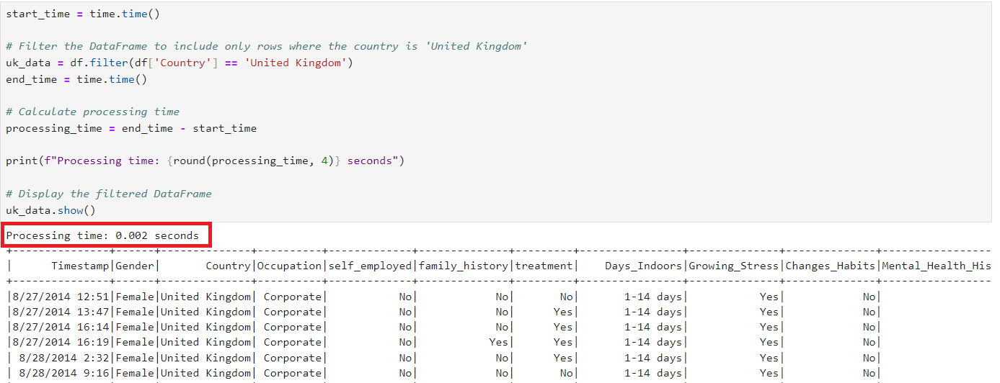 start_time = time.time()
# Filter the DataFrame to include only rows where the country is 'United Kingdom'
uk_data = df.filter(df['Country'] == 'United Kingdom')
end_time = time.time()
# Calculate processing time
processing_time = end_time - start_time
print(f"Processing time: {round(processing_time, 4)} seconds")
# Display the filtered DataFrame
uk_data.show()
Processing time: 0.002 seconds
+---------------+------+--------------+----------+-------------+--------------+---------+---------------+--------------+--------------+-----------------
|      Timestamp|Gender|       Country|Occupation|self_employed|family_history|treatment|    Days_Indoors|Growing_Stress|Changes_Habits|Mental_Health_His
+---------------+------+--------------+----------+-------------+--------------+---------+---------------+--------------+--------------+-----------------
|8/27/2014 12:51|Female|United Kingdom| Corporate|           No|            No|       No|      1-14 days|           Yes|            No|
|8/27/2014 13:47|Female|United Kingdom| Corporate|           No|            No|      Yes|      1-14 days|           Yes|            No|
|8/27/2014 16:14|Female|United Kingdom| Corporate|           No|            No|      Yes|      1-14 days|           Yes|            No|
|8/27/2014 16:19|Female|United Kingdom| Corporate|           No|           Yes|      Yes|      1-14 days|           Yes|            No|
| 8/28/2014 2:32|Female|United Kingdom| Corporate|           No|            No|      Yes|      1-14 days|           Yes|            No|
| 8/28/2014 9:16|Female|United Kingdom| Corporate|           No|            No|       No|      1-14 days|           Yes|            No|